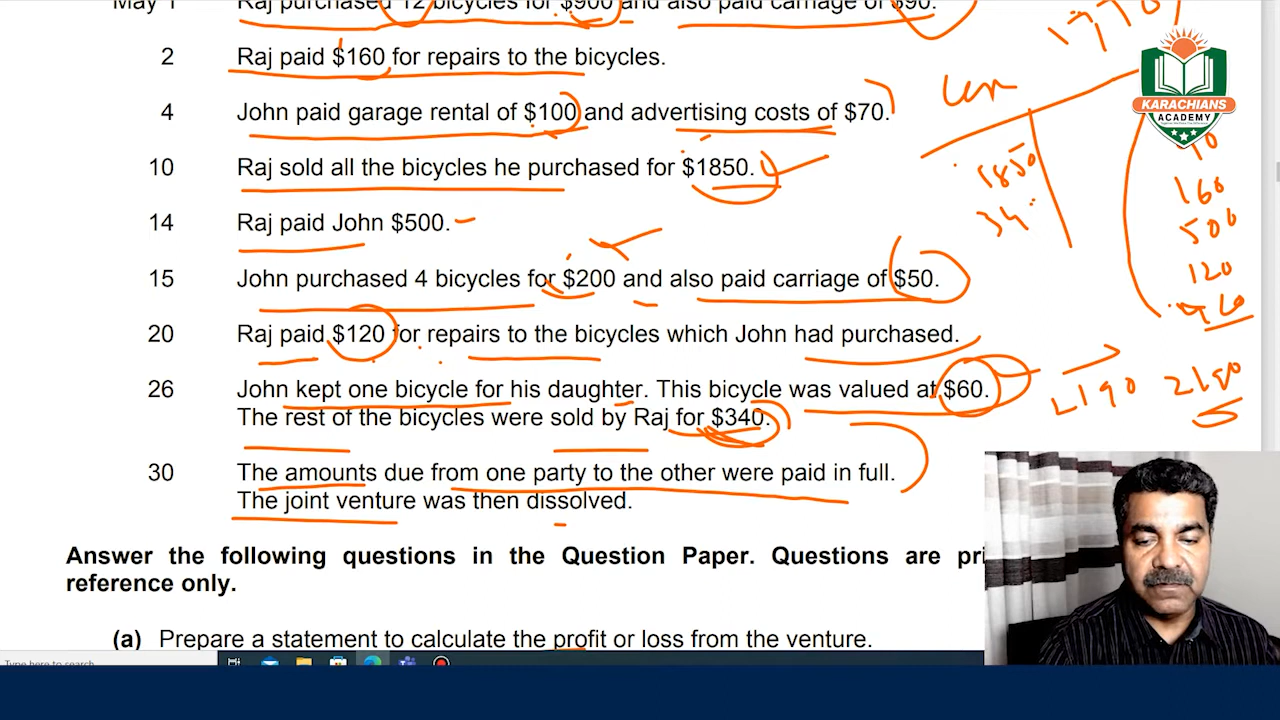 May 1 Raj purchased 12 bicycles for $900 and also paid carriage of $90.
2 Raj paid $160 for repairs to the bicycles.
4 John paid garage rental of $100 and advertising costs of $70.
10 Raj sold all the bicycles he purchased for $1850.
14 Raj paid John $500.
15 John purchased 4 bicycles for $200 and also paid carriage of $50.
20 Raj paid $120 for repairs to the bicycles which John had purchased.
26 John kept one bicycle for his daughter. This bicycle was valued at $60.
The rest of the bicycles were sold by Raj for $340.
30 The amounts due from one party to the other were paid in full.
The joint venture was then dissolved.
Answer the following questions in the Question Paper. Questions are pri
reference only.
(a) Prepare a statement to calculate the profit or loss from the venture.
KARACHIANS
ACADEMY
1850
34
160
500
120
2190 2190
Type here to search